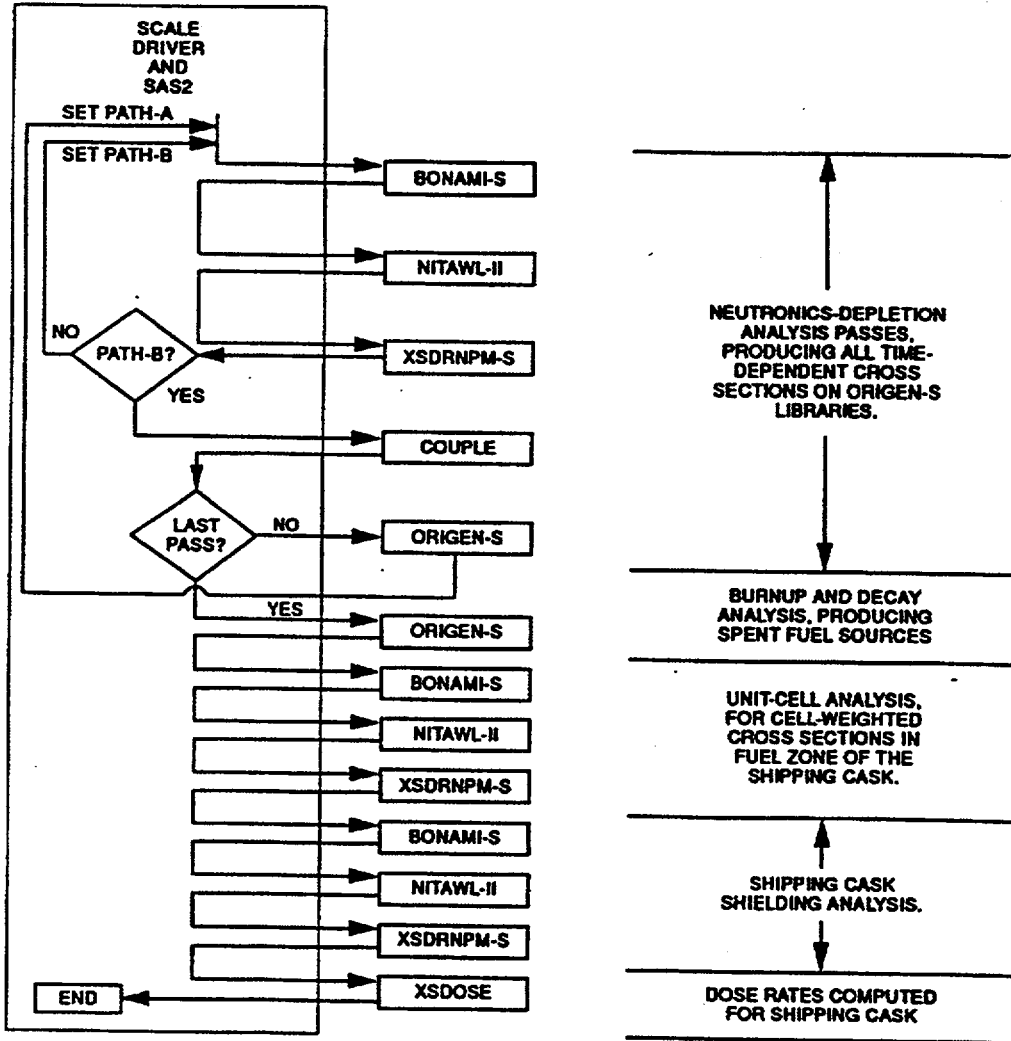 SCALE
DRIVER
AND
SAS2
SET PATH-A
SET PATH-B
BONAMI-S
NITAWL-II
NO
PATH-B?
XSDRNPM-S
YES
COUPLE
LAST
PASS?
NO
ORIGEN-S
YES
ORIGEN-S
BONAMI-S
NITAWL-II
XSDRNPM-S
BONAMI-S
NITAWL-II
XSDRNPM-S
XSDOSE
END
NEUTRONICS-DEPLETION
ANALYSIS PASSES,
PRODUCING ALL TIME-
DEPENDENT CROSS
SECTIONS ON ORIGEN-S
LIBRARIES.
BURNUP AND DECAY
ANALYSIS, PRODUCING
SPENT FUEL SOURCES
UNIT-CELL ANALYSIS,
FOR CELL-WEIGHTED
CROSS SECTIONS IN
FUEL ZONE OF THE
SHIPPING CASK.
SHIPPING CASK
SHIELDING ANALYSIS.
DOSE RATES COMPUTED
FOR SHIPPING CASK